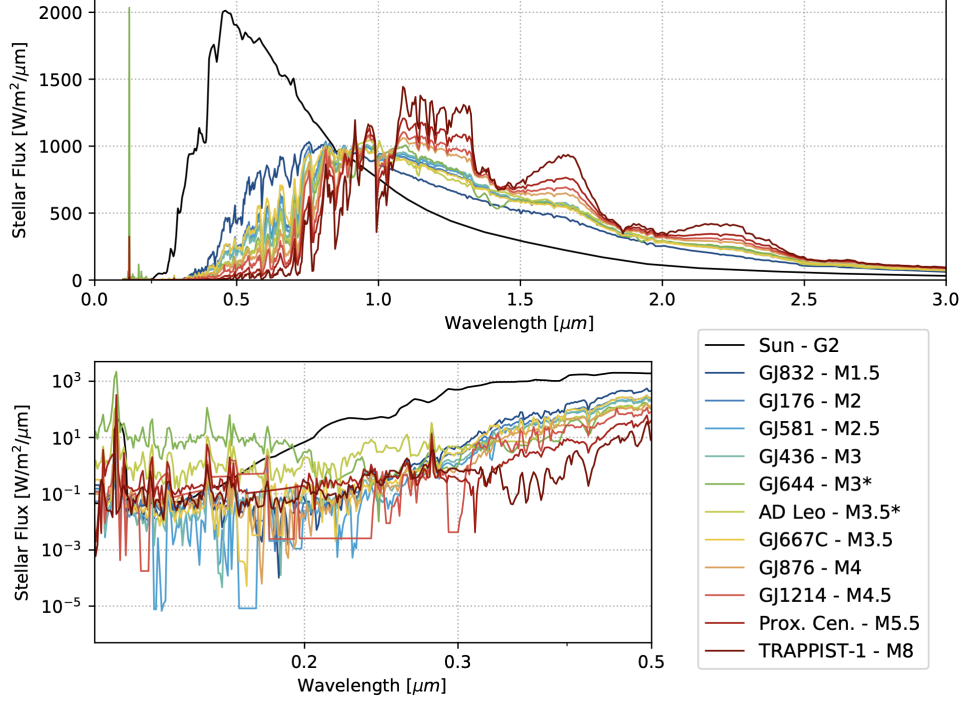 2000
1500
1000
500
0
Stellar Flux [W/m²/μm]
0.0 0.5 1.0 1.5 2.0 2.5 3.0
Wavelength [μm]
10³
10¹
10⁻¹
10⁻³
10⁻⁵
Stellar Flux [W/m²/μm]
0.2 0.3 0.5
Wavelength [μm]
Sun - G2
GJ832 - M1.5
GJ176 - M2
GJ581 - M2.5
GJ436 - M3
GJ644 - M3*
AD Leo - M3.5*
GJ667C - M3.5
GJ876 - M4
GJ1214 - M4.5
Prox. Cen. - M5.5
TRAPPIST-1 - M8